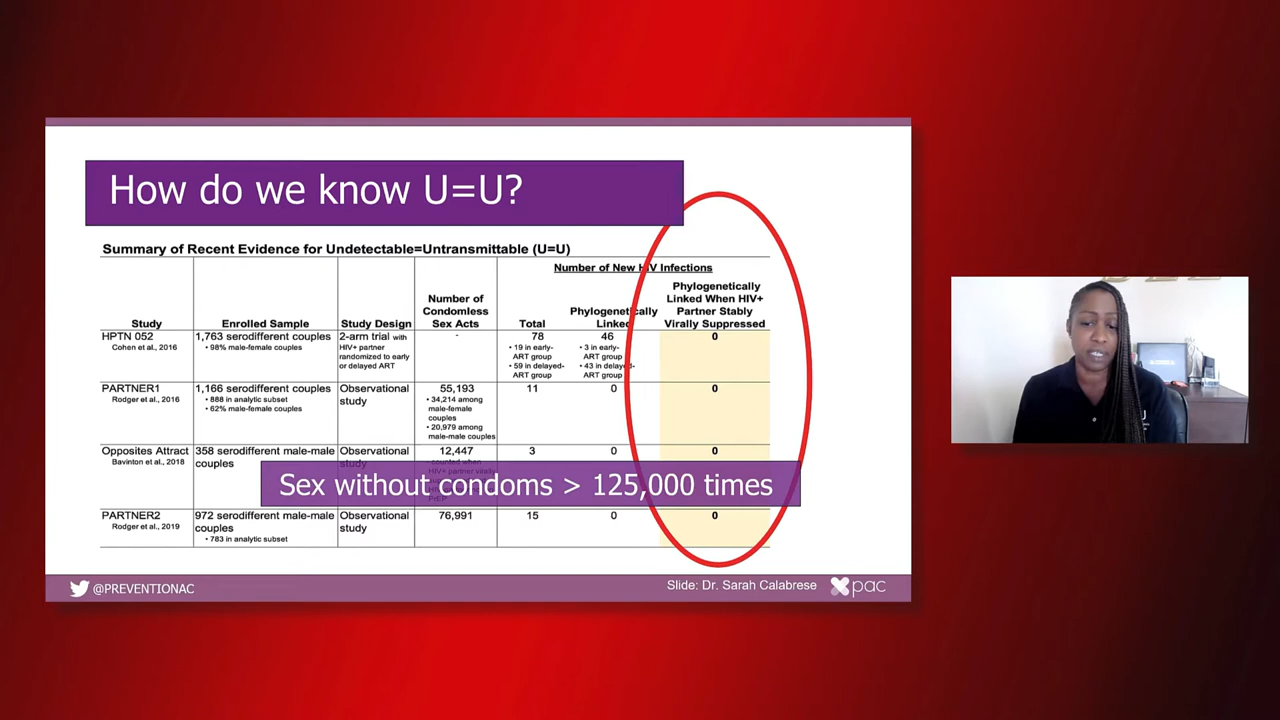 How do we know U=U?
Summary of Recent Evidence for Undetectable=Untransmittable (U=U)
Number of New HIV Infections
Study
Enrolled Sample
Study Design
Number of
Condomless
Sex Acts
Total
Phylogenetically
Linked
Phylogenetically
Linked When HIV+
Partner Stably
Virally Suppressed
HPTN 052
Cohen et al., 2016
1,763 serodifferent couples
• 98% male-female couples
2-arm trial with
HIV+ partner
randomized to early
or delayed ART
-
78
• 19 in early-
ART group
• 59 in delayed-
ART group
46
• 3 in early-
ART group
• 43 in delayed-
ART group
0
PARTNER1
Rodger et al., 2016
1,166 serodifferent couples
• 888 in analytic subset
• 62% male-female couples
Observational
study
55,193
• 34,214 among
male-female
couples
• 20,979 among
male-male couples
11
0
0
Opposites Attract
Bavinton et al., 2018
358 serodifferent male-male
couples
Observational
study
12,447
• counted when
HIV+ partner virally
3
0
0
Sex without condoms > 125,000 times
PARTNER2
Rodger et al., 2019
972 serodifferent male-male
couples
• 783 in analytic subset
Observational
study
76,991
15
0
0
@PREVENTIONAC
Slide: Dr. Sarah Calabrese
pac